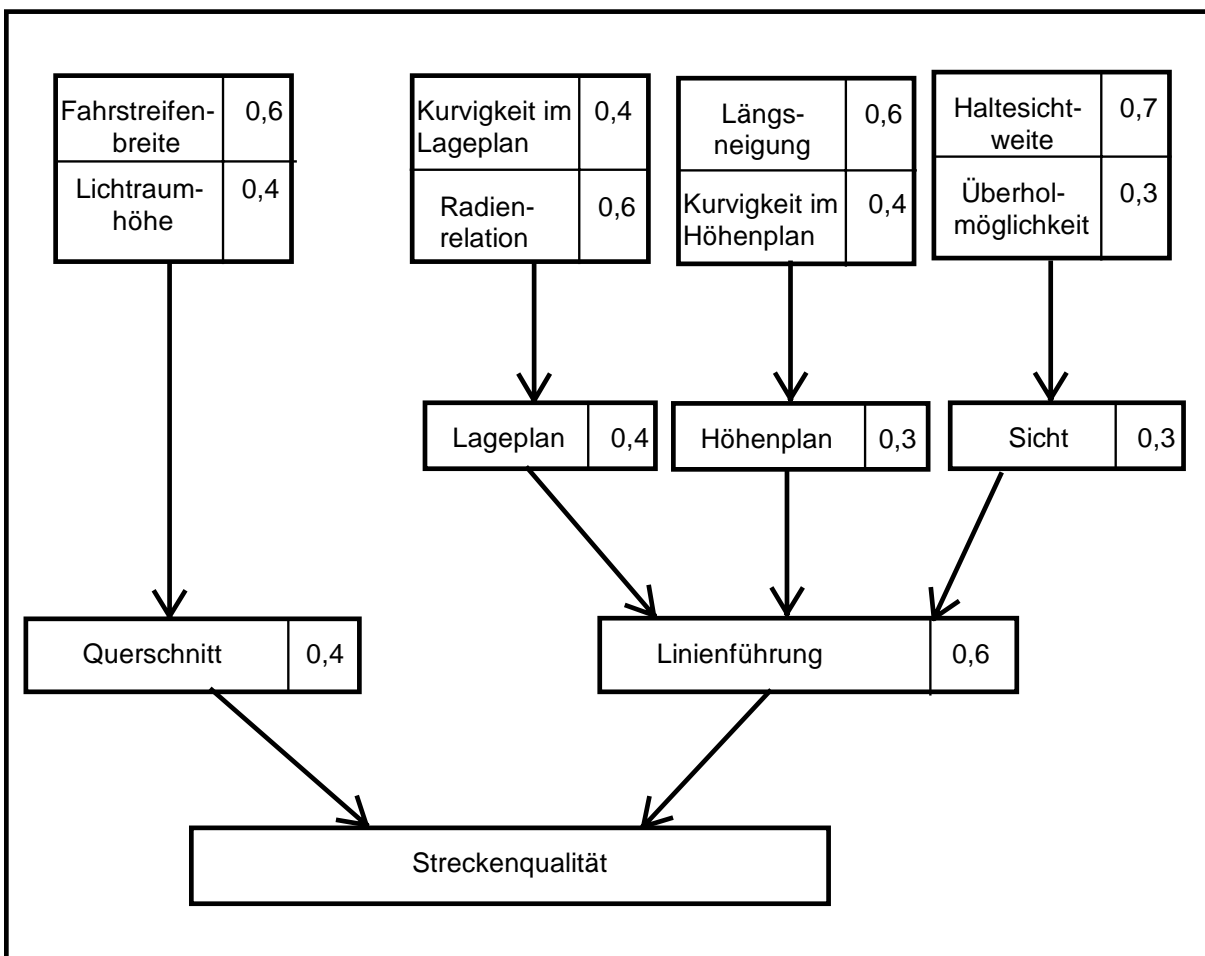 Fahrstreifen-
breite
0,6
Lichtraum-
höhe
0,4
Kurvigkeit im
Lageplan
0,4
Radien-
relation
0,6
Längs-
neigung
0,6
Kurvigkeit im
Höhenplan
0,4
Haltesicht-
weite
0,7
Überhol-
möglichkeit
0,3
Lageplan
0,4
Höhenplan
0,3
Sicht
0,3
Querschnitt
0,4
Linienführung
0,6
Streckenqualität